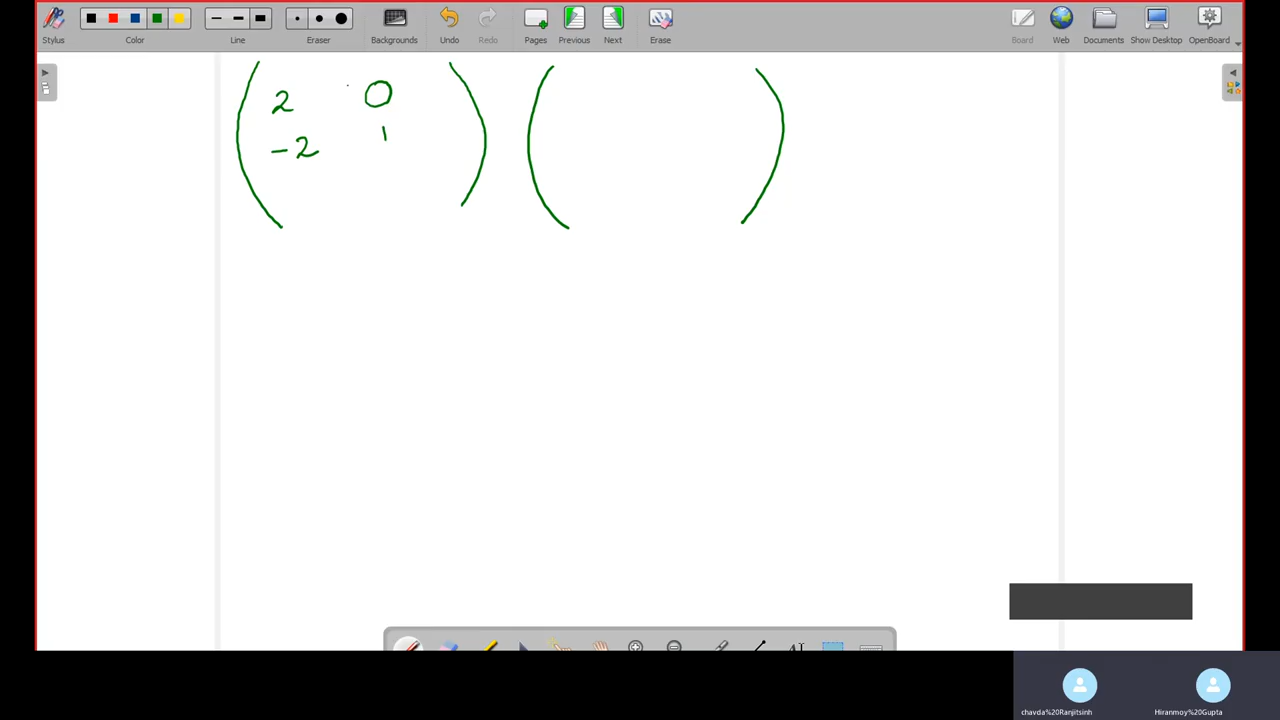 Stylus Color Line Eraser Backgrounds Undo Redo Pages Previous Next Erase Board Web Documents Show Desktop OpenBoard
( 2 0 ) ( )
-2 1
chavda%20Ranjitsinh Hiranmoy%20Gupta